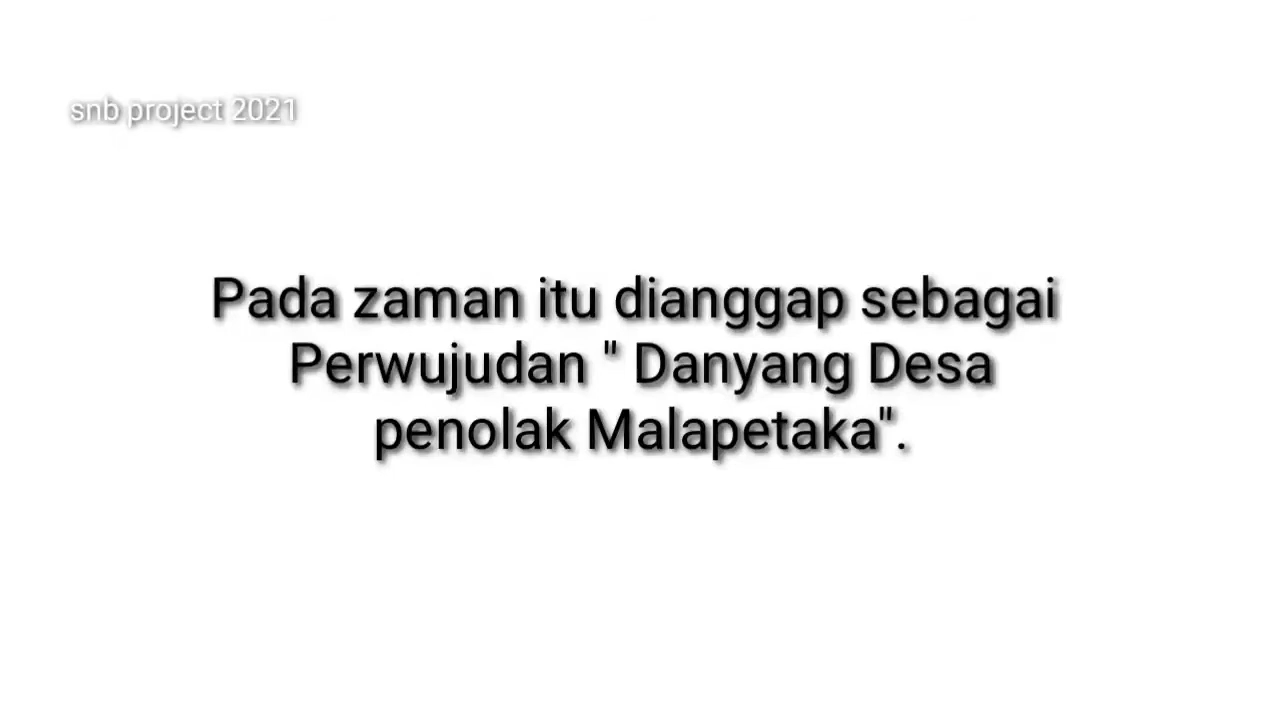 snb project 2021
Pada zaman itu dianggap sebagai
Perwujudan " Danyang Desa
penolak Malapetaka".